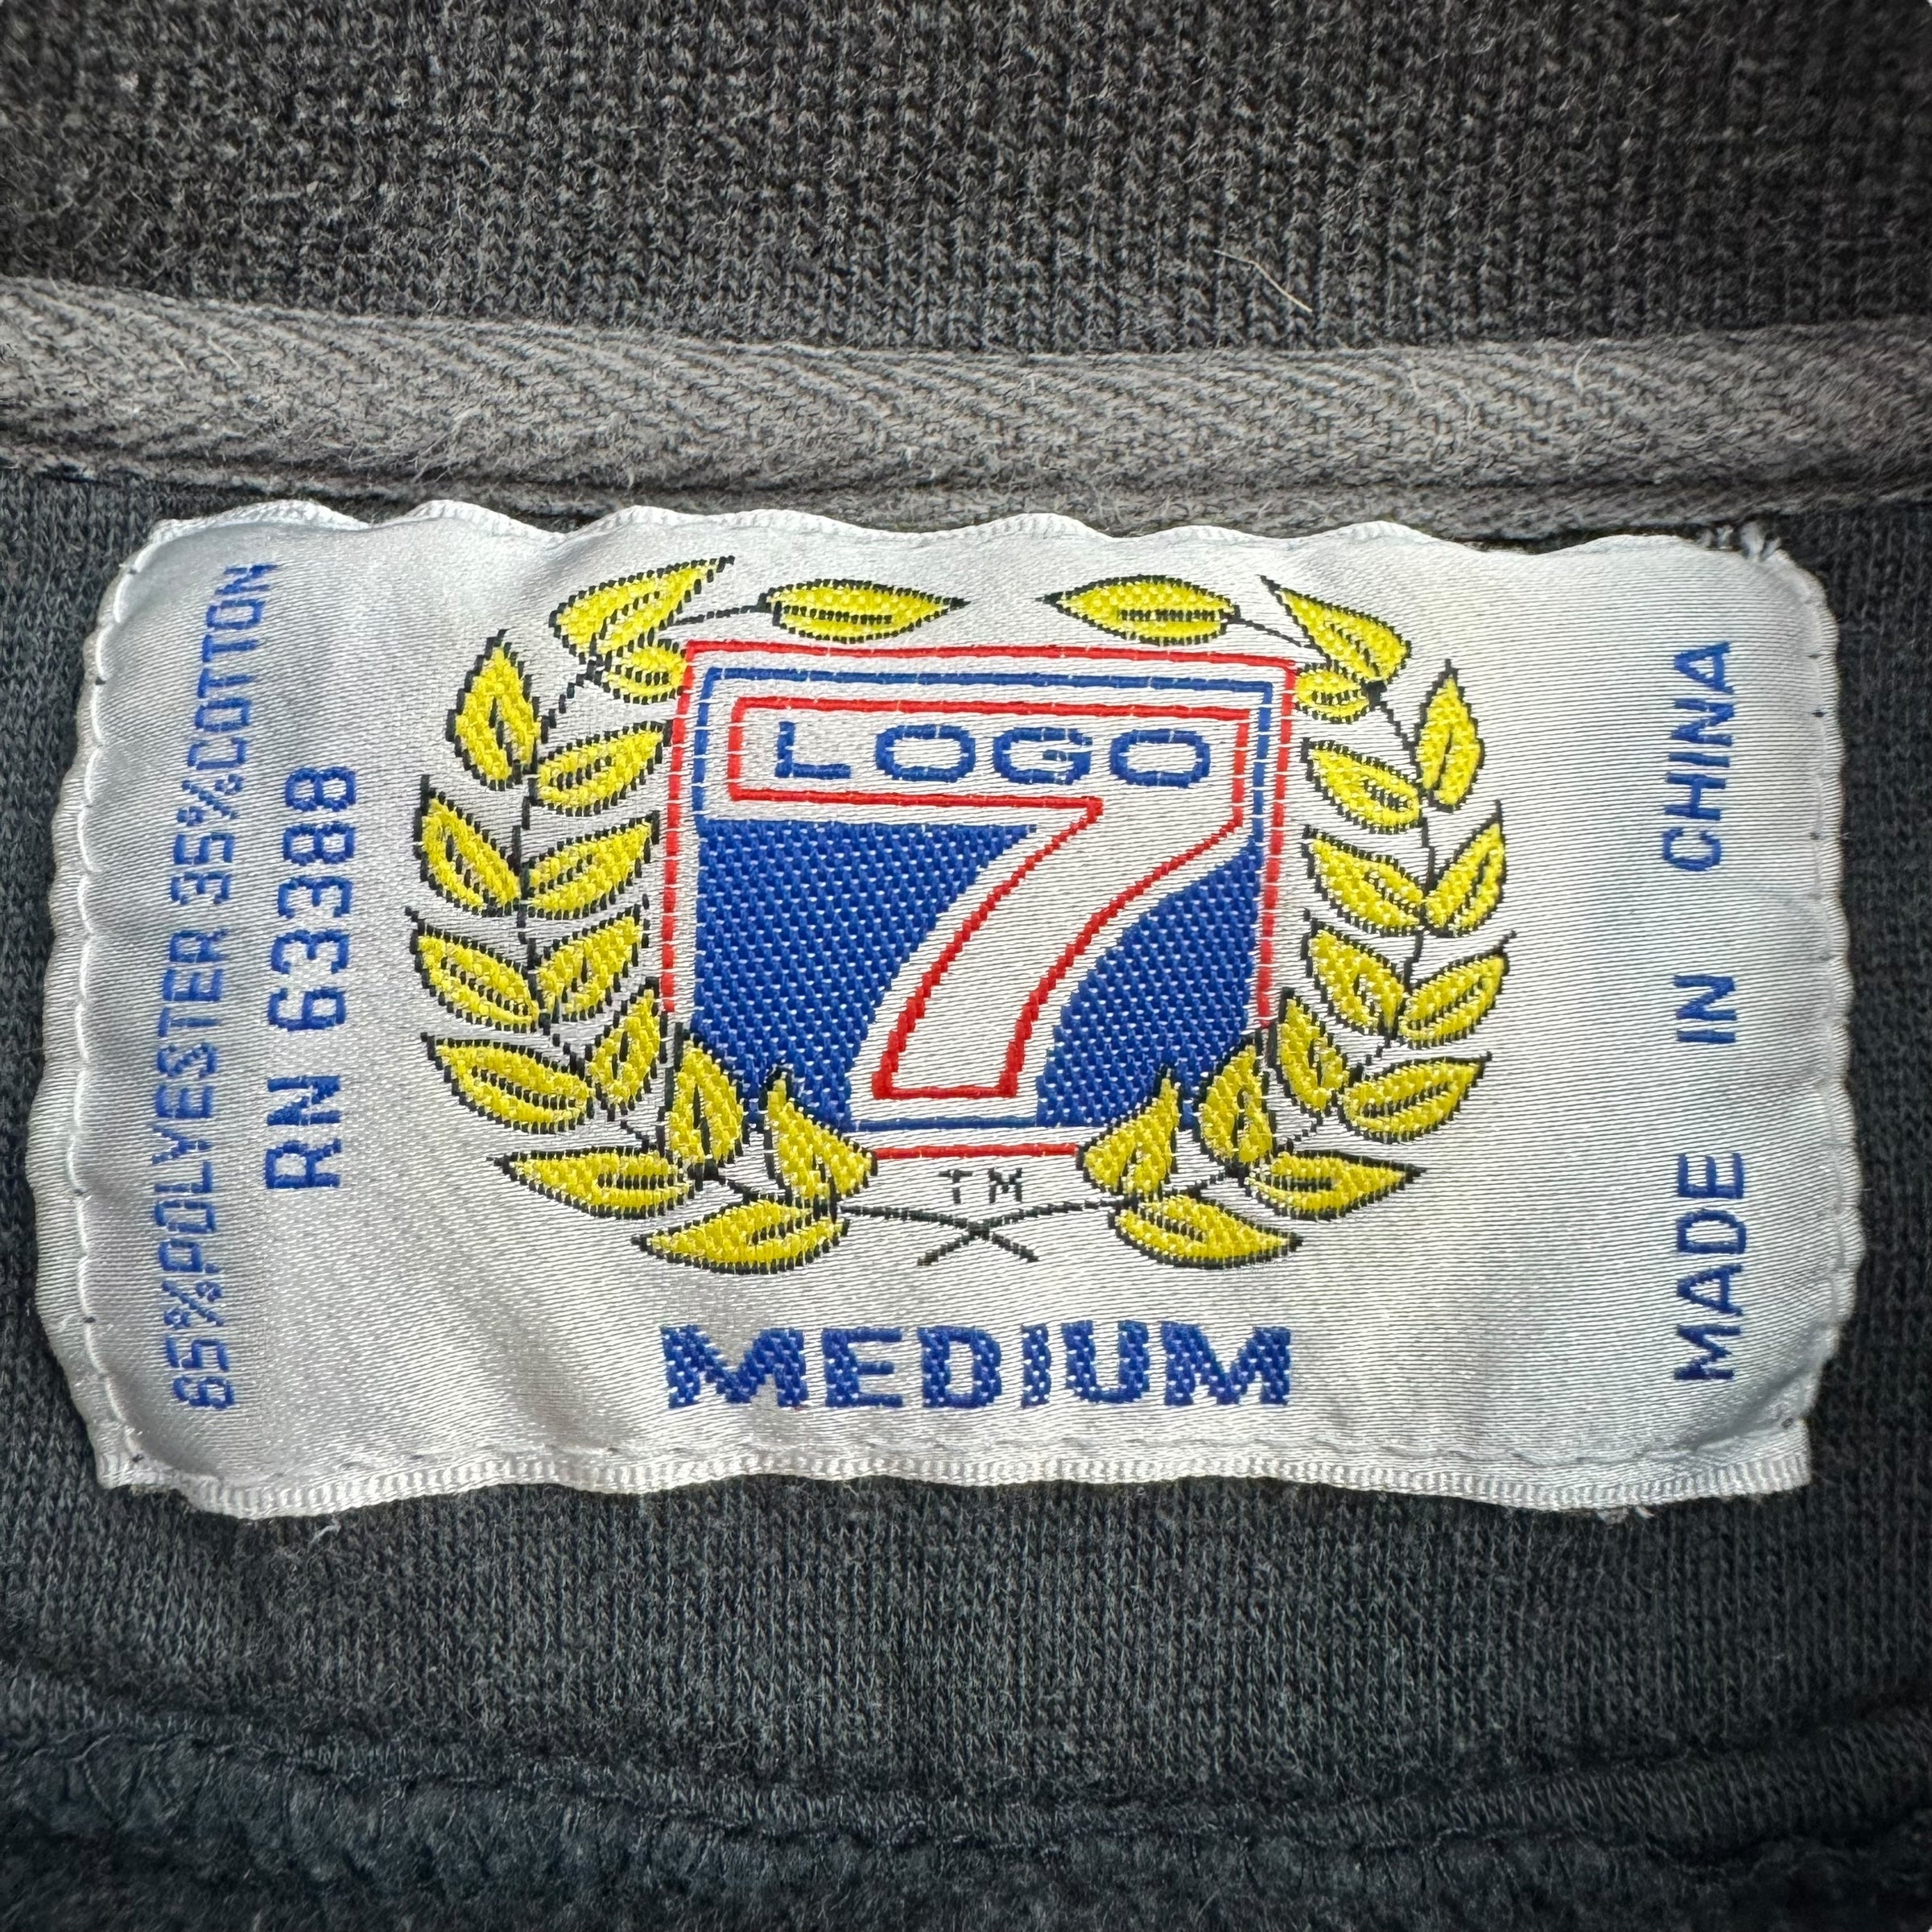 65%POLYESTER 35%COTTON
RN 63388
LOGO
7
TM
MEDIUM
MADE IN CHINA